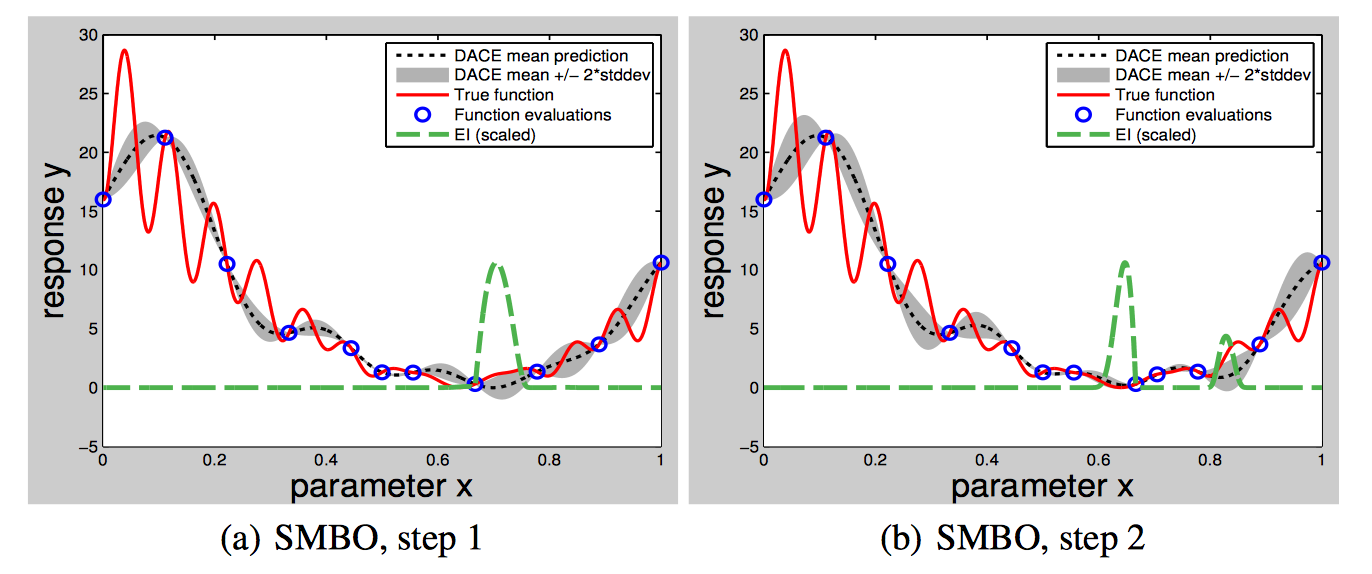 30
25
20
15
10
5
0
−5
response y
DACE mean prediction
DACE mean +/− 2*stddev
True function
Function evaluations
EI (scaled)
0
0.2
0.4
0.6
0.8
1
parameter x
(a) SMBO, step 1
30
25
20
15
10
5
0
−5
response y
DACE mean prediction
DACE mean +/− 2*stddev
True function
Function evaluations
EI (scaled)
0
0.2
0.4
0.6
0.8
1
parameter x
(b) SMBO, step 2